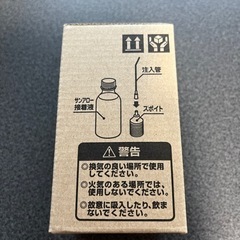 注入管
サンアロー
接着液
スポイト
警告
◎換気の良い場所で使用
してください。
◎火気のある場所では、
使用しないでください。
◎故意に吸入したり、飲ま
ないでください。